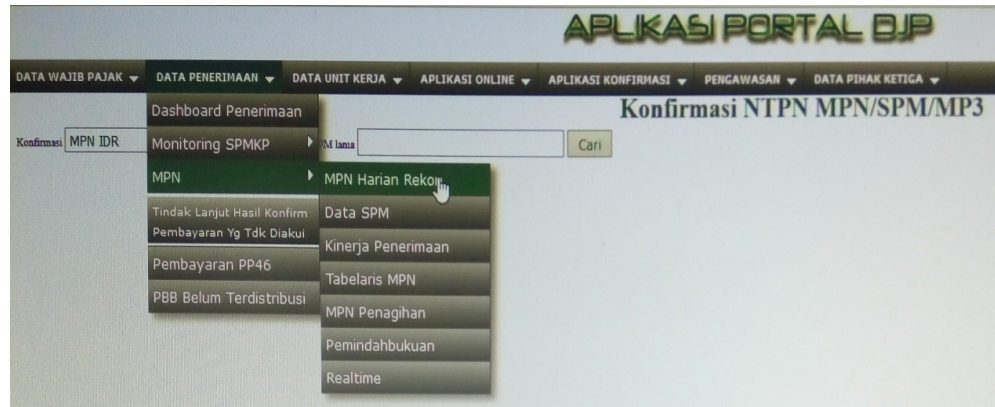 APLIKASI PORTAL DJP
DATA WAJIB PAJAK DATA PENERIMAAN DATA UNIT KERJA APLIKASI ONLINE APLIKASI KONFIRMASI PENGAWASAN DATA PIHAK KETIGA
Konfirmasi NTPN MPN/SPM/MP3
Konfirmasi MPN IDR lama Cari
Dashboard Penerimaan
Monitoring SPMKP
MPN
Tindak Lanjut Hasil Konfirm
Pembayaran Yg Tdk Diakui
Pembayaran PP46
PBB Belum Terdistribusi
MPN Harian Rekon
Data SPM
Kinerja Penerimaan
Tabelaris MPN
MPN Penagihan
Pemindahbukuan
Realtime